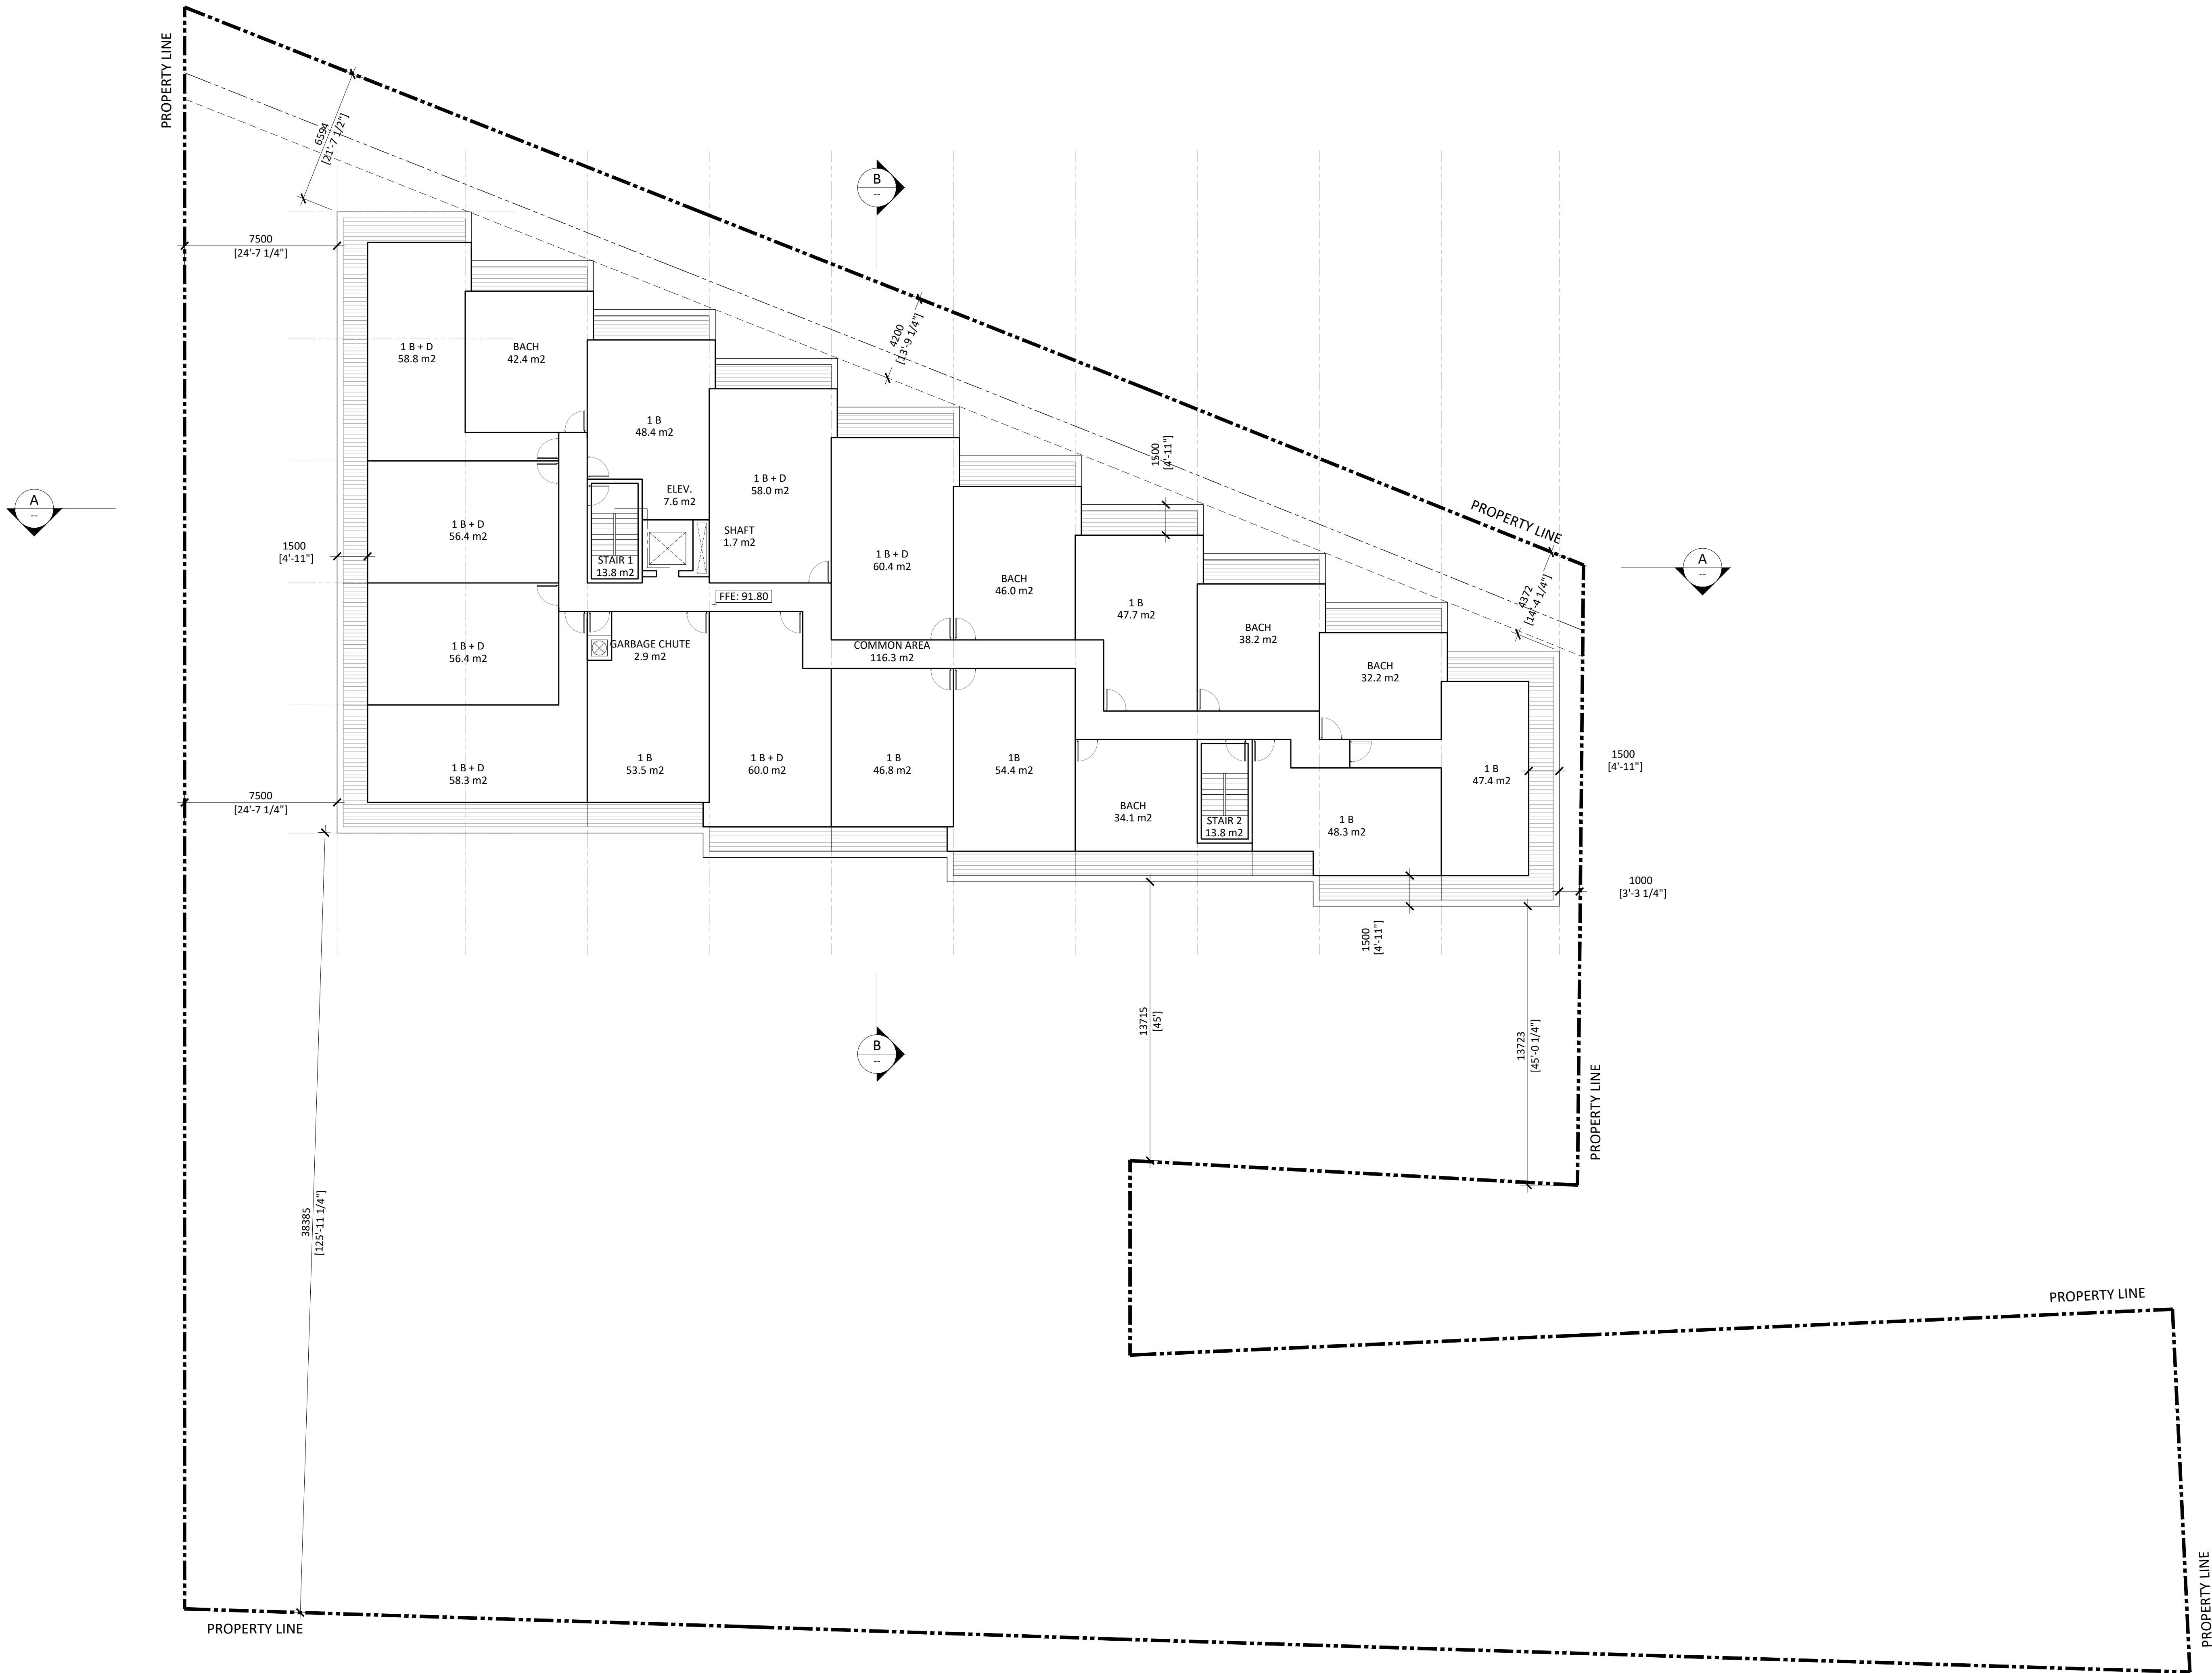 PROPERTY LINE
6594
[21'-7 1/2"]
B
--
7500
[24'-7 1/4"]
4200
[13'-9 1/4"]
1 B + D
58.8 m2
BACH
42.4 m2
1 B
48.4 m2
1500
[4'-11"]
1 B + D
58.0 m2
ELEV.
7.6 m2
A
--
PROPERTY LINE
1 B + D
56.4 m2
SHAFT
1.7 m2
1500
[4'-11"]
STAIR 1
13.8 m2
1 B + D
60.4 m2
BACH
46.0 m2
A
--
FFE: 91.80
1 B
47.7 m2
4372
[14'-4 1/4"]
BACH
38.2 m2
1 B + D
56.4 m2
GARBAGE CHUTE
2.9 m2
COMMON AREA
116.3 m2
BACH
32.2 m2
1 B + D
58.3 m2
1 B
53.5 m2
1 B + D
60.0 m2
1 B
46.8 m2
1B
54.4 m2
1 B
47.4 m2
1500
[4'-11"]
7500
[24'-7 1/4"]
BACH
34.1 m2
STAIR 2
13.8 m2
1 B
48.3 m2
1000
[3'-3 1/4"]
1500
[4'-11"]
13715
[45']
13723
[45'-0 1/4"]
B
--
PROPERTY LINE
38385
[125'-11 1/4"]
PROPERTY LINE
PROPERTY LINE
PROPERTY LINE